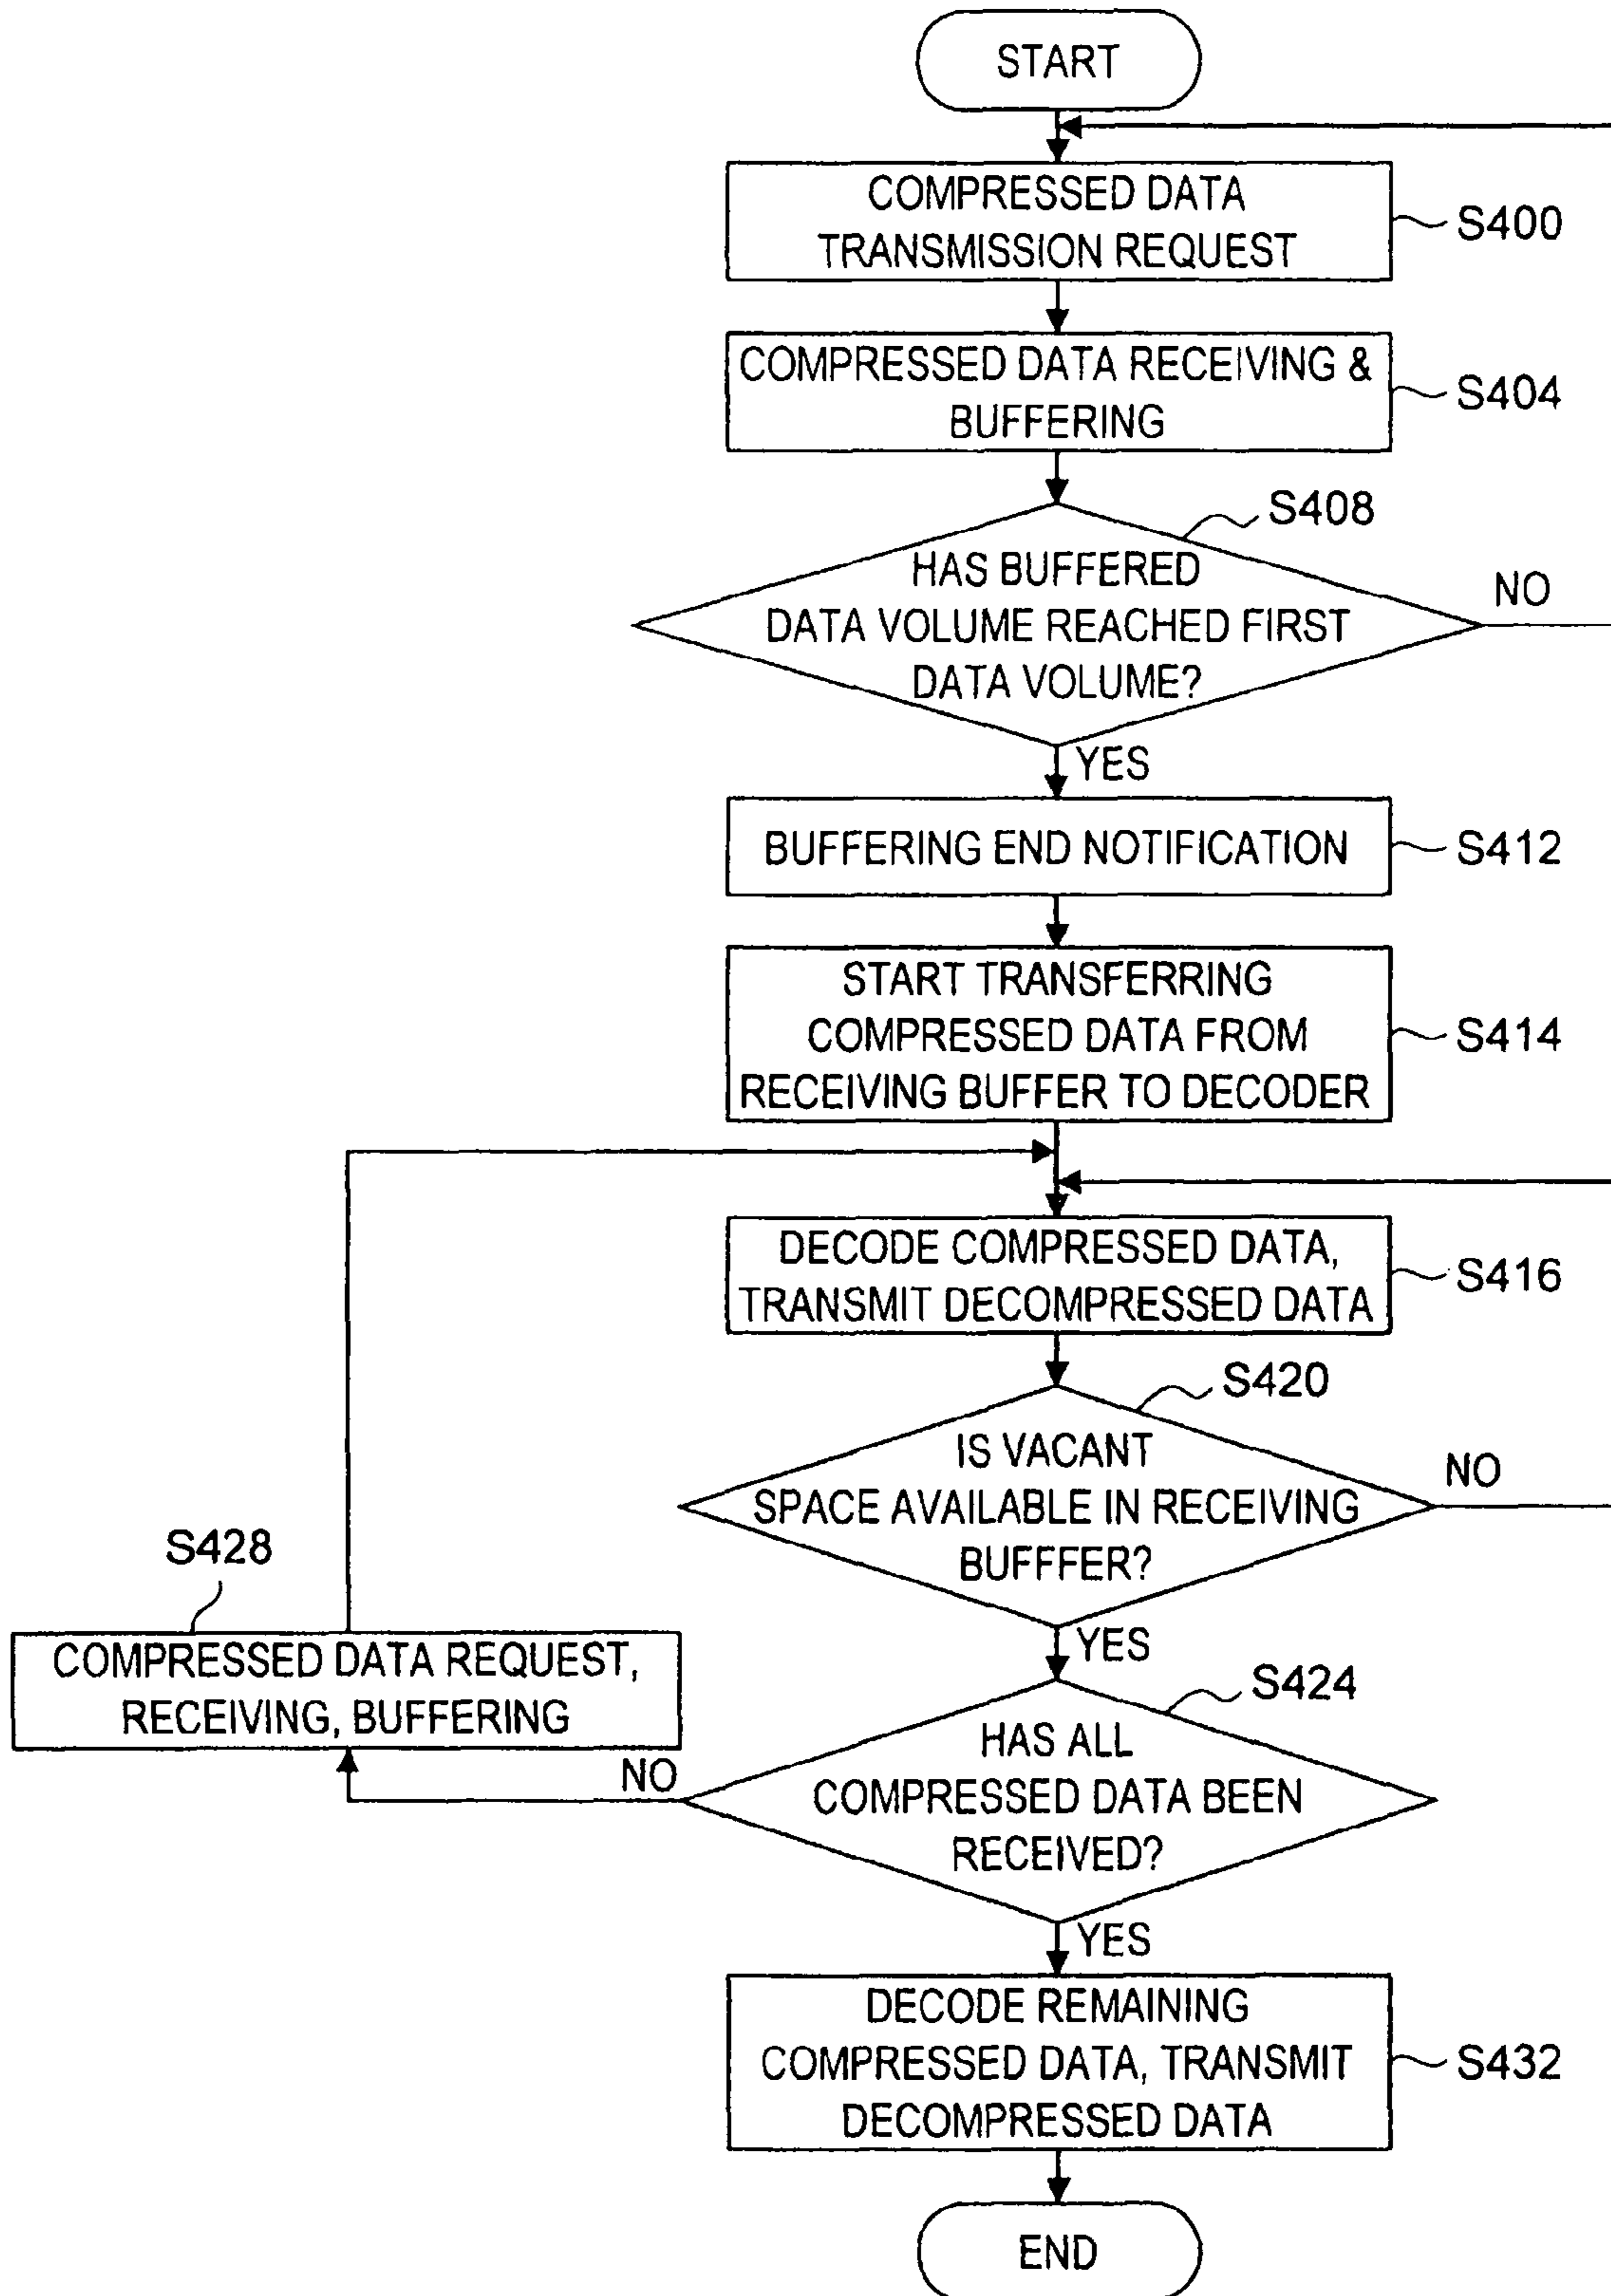 START
COMPRESSED DATA
TRANSMISSION REQUEST
S400
COMPRESSED DATA RECEIVING &
BUFFERING
S404
S408
HAS BUFFERED
DATA VOLUME REACHED FIRST
DATA VOLUME?
NO
YES
BUFFERING END NOTIFICATION
S412
START TRANSFERRING
COMPRESSED DATA FROM
RECEIVING BUFFER TO DECODER
S414
DECODE COMPRESSED DATA,
TRANSMIT DECOMPRESSED DATA
S416
S420
IS VACANT
SPACE AVAILABLE IN RECEIVING
BUFFFER?
NO
YES
S428
COMPRESSED DATA REQUEST,
RECEIVING, BUFFERING
S424
HAS ALL
COMPRESSED DATA BEEN
RECEIVED?
NO
YES
DECODE REMAINING
COMPRESSED DATA, TRANSMIT
DECOMPRESSED DATA
S432
END